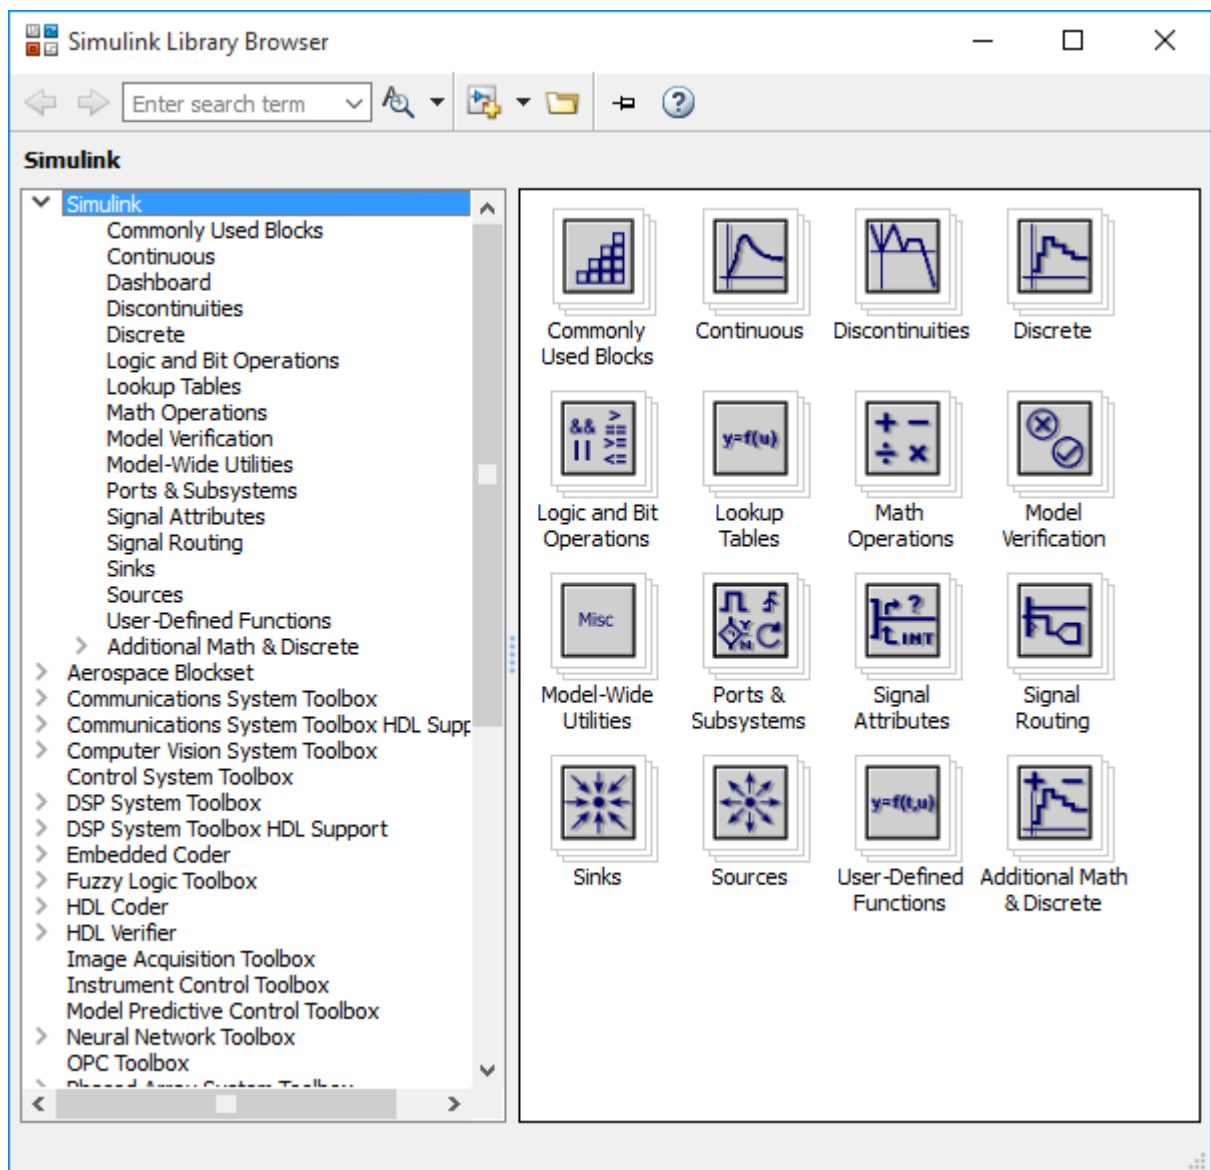 Simulink Library Browser
Enter search term
Simulink
Simulink
Commonly Used Blocks
Continuous
Dashboard
Discontinuities
Discrete
Logic and Bit Operations
Lookup Tables
Math Operations
Model Verification
Model-Wide Utilities
Ports & Subsystems
Signal Attributes
Signal Routing
Sinks
Sources
User-Defined Functions
Additional Math & Discrete
Aerospace Blockset
Communications System Toolbox
Communications System Toolbox HDL Supp
Computer Vision System Toolbox
Control System Toolbox
DSP System Toolbox
DSP System Toolbox HDL Support
Embedded Coder
Fuzzy Logic Toolbox
HDL Coder
HDL Verifier
Image Acquisition Toolbox
Instrument Control Toolbox
Model Predictive Control Toolbox
Neural Network Toolbox
OPC Toolbox
Phased Array System Toolbox
Commonly
Used Blocks
Continuous
Discontinuities
Discrete
&& >
==
|| >=
<=
Logic and Bit
Operations
y=f(u)
Lookup
Tables
+ −
÷ ×
Math
Operations
Model
Verification
Misc
Model-Wide
Utilities
Y
N
Ports &
Subsystems
?
t INT
Signal
Attributes
Signal
Routing
Sinks
Sources
y=f(t,u)
User-Defined
Functions
+ −
Additional Math
& Discrete